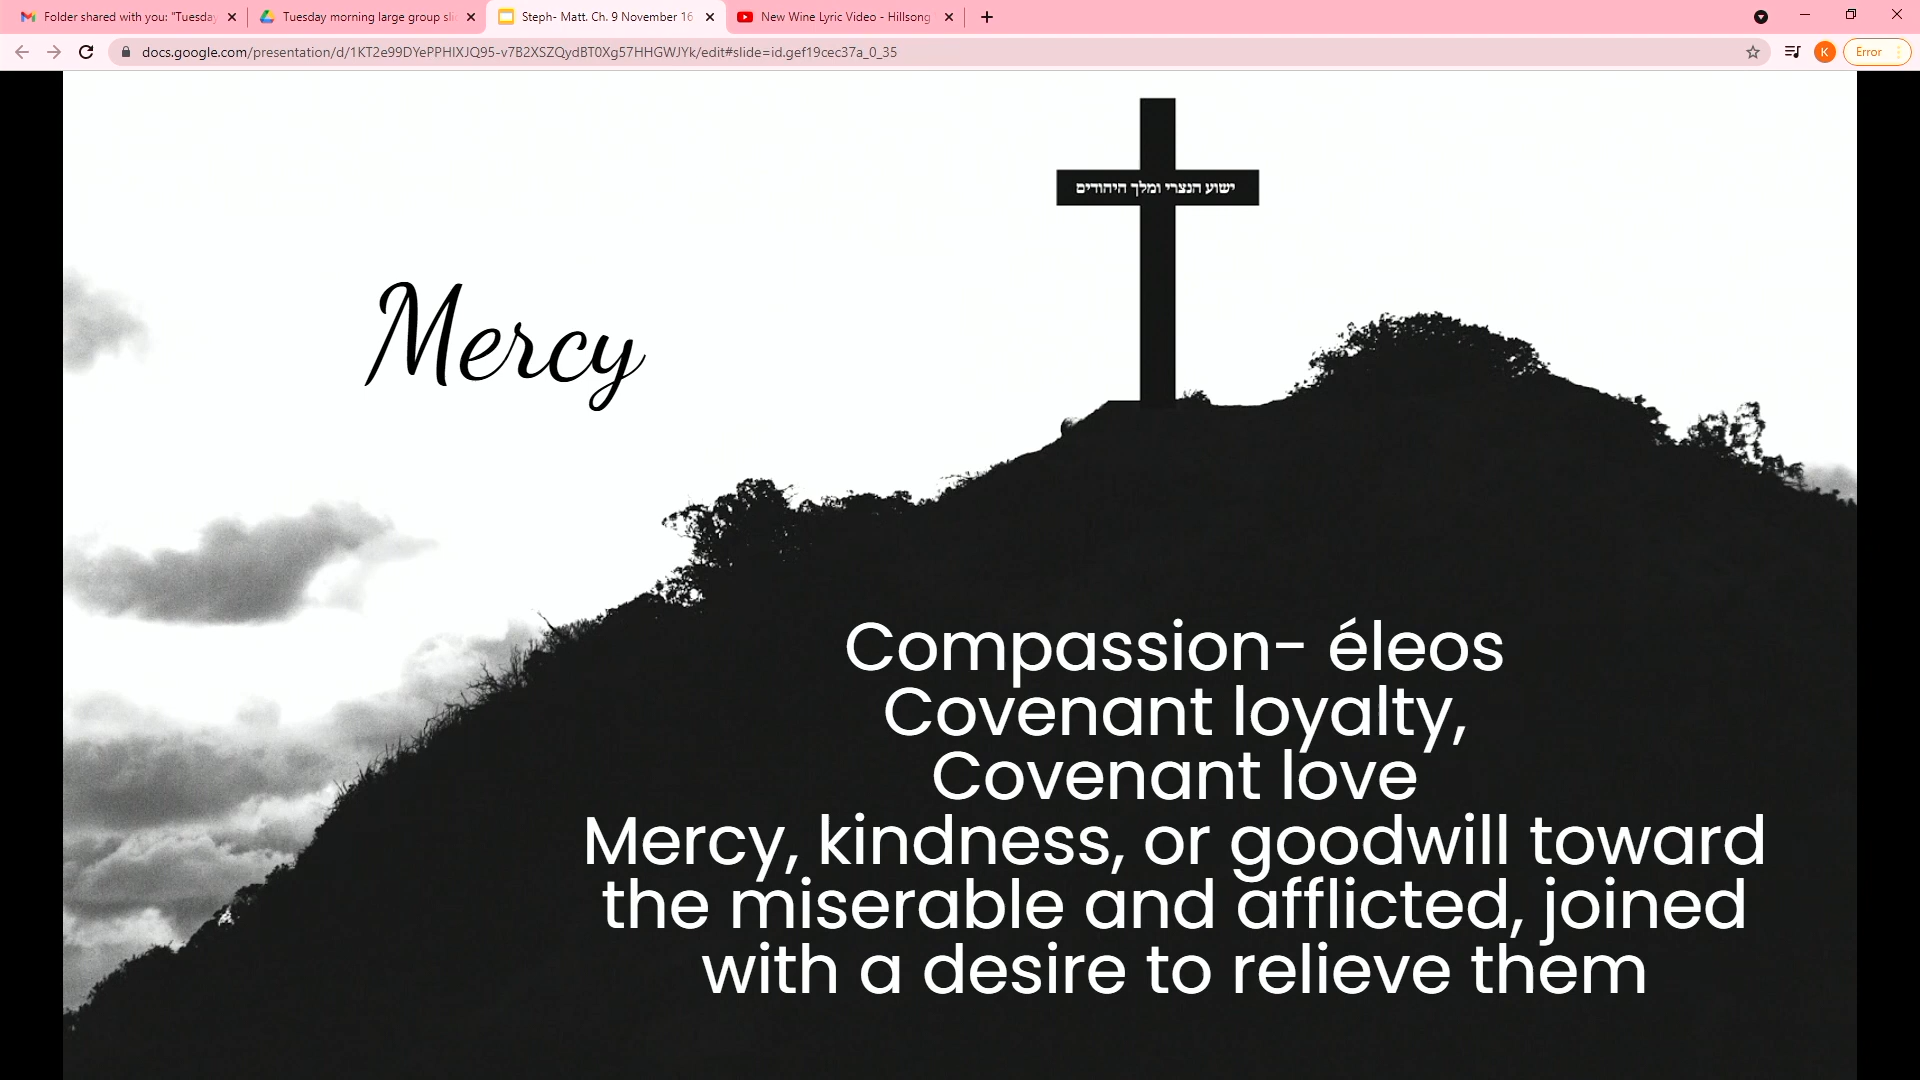 Folder shared with you: "Tuesda
Tuesday morning large group sli
Steph- Matt. Ch. 9 November 16
New Wine Lyric Video - Hillsong
docs.google.com/presentation/d/1KT2e99DYePPHIXJQ95-v7B2XSZQydBT0Xg57HHGWJYk/edit#slide=id.gef19cec37a_0_35
K
Error
ישוע הנצרי ומלך היהודים
Mercy
Compassion- éleos
Covenant loyalty,
Covenant love
Mercy, kindness, or goodwill toward
the miserable and afflicted, joined
with a desire to relieve them